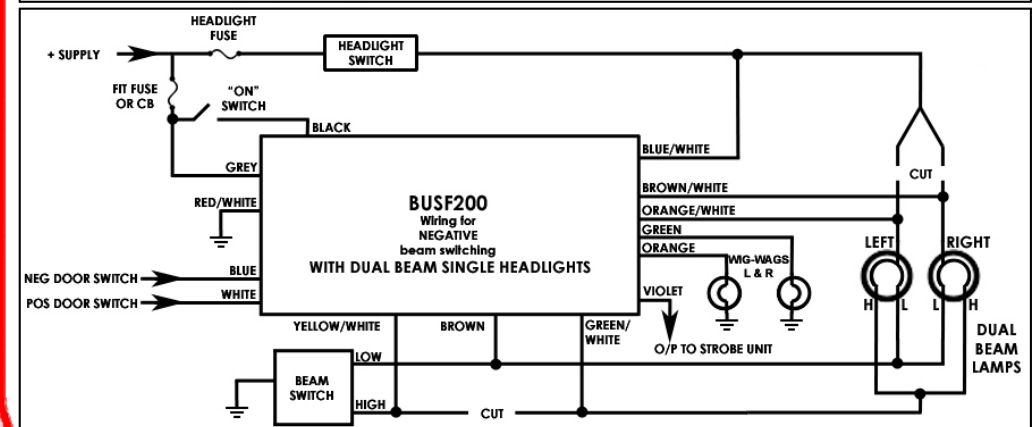 HEADLIGHT
FUSE
+ SUPPLY
HEADLIGHT
SWITCH
FIT FUSE
OR CB
“ON”
SWITCH
BLACK
GREY
BLUE/WHITE
CUT
BROWN/WHITE
RED/WHITE
BUSF200
Wiring for
NEGATIVE
beam switching
WITH DUAL BEAM SINGLE HEADLIGHTS
ORANGE/WHITE
GREEN
ORANGE
LEFT
RIGHT
WIG-WAGS
L & R
NEG DOOR SWITCH
BLUE
POS DOOR SWITCH
WHITE
VIOLET
H
L
L
H
YELLOW/WHITE
BROWN
GREEN/
WHITE
O/P TO STROBE UNIT
DUAL
BEAM
LAMPS
LOW
BEAM
SWITCH
HIGH
CUT